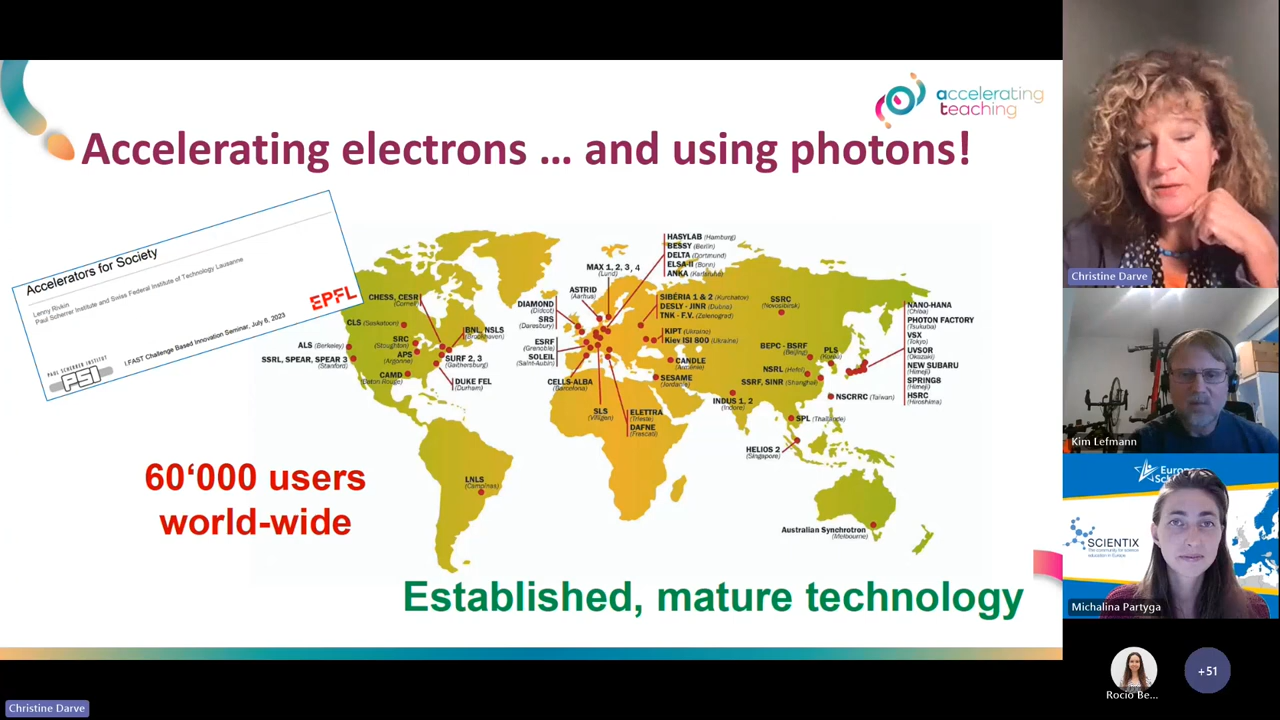 accelerating
teaching
Accelerating electrons ... and using photons!
Accelerators for Society
Lenny Rivkin
Paul Scherrer Institute and Swiss Federal Institute of Technology Lausanne
I.FAST Challenge Based Innovation Seminar, July 6, 2023
PAUL SCHERRER INSTITUT
PSI
EPFL
HASYLAB (Hamburg)
BESSY (Berlin)
DELTA (Dortmund)
ELSA-II (Bonn)
ANKA (Karlsruhe)
MAX 1, 2, 3, 4
(Lund)
ASTRID
(Aarhus)
DIAMOND
(Didcot)
SRS
(Daresbury)
ESRF
(Grenoble)
SOLEIL
(Saint-Aubin)
CELLS-ALBA
(Barcelona)
SLS
(Villigen)
ELETTRA
(Trieste)
DAFNE
(Frascati)
SIBERIA 1 & 2 (Kurchatov)
DESLY - JINR (Dubna)
TNK - F.V. (Zelenograd)
KIPT (Ukraine)
Kiev ISI 800 (Ukraine)
CANDLE
(Armenia)
SESAME
(Jordania)
CHESS, CESR
(Cornell)
CLS (Saskatoon)
ALS (Berkeley)
SSRL, SPEAR, SPEAR 3
(Stanford)
SRC
(Stoughton)
APS
(Argonne)
CAMD
(Baton Rouge)
BNL, NSLS
(Brookhaven)
SURF 2, 3
(Gaithersburg)
DUKE FEL
(Durham)
LNLS
(Campinas)
SSRC
(Novosibirsk)
BEPC - BSRF
(Beijing)
PLS
(Korea)
NSRL (Hefei)
SSRF, SINR (Shanghai)
INDUS 1, 2
(Indore)
NSCRRC (Taiwan)
SPL (Thailande)
HELIOS 2
(Singapore)
NANO-HANA
(Chiba)
PHOTON FACTORY
(Tsukuba)
VSX
(Tokyo)
UVSOR
(Okazaki)
NEW SUBARU
(Himeji)
SPRING8
(Himeji)
HSRC
(Hiroshima)
Australian Synchrotron
(Melbourne)
60‘000 users
world-wide
Established, mature technology
Christine Darve
Christine Darve
Kim Lefmann
SCIENTIX
The community for science
education in Europe
Michalina Partyga
Rocio Be...
+51